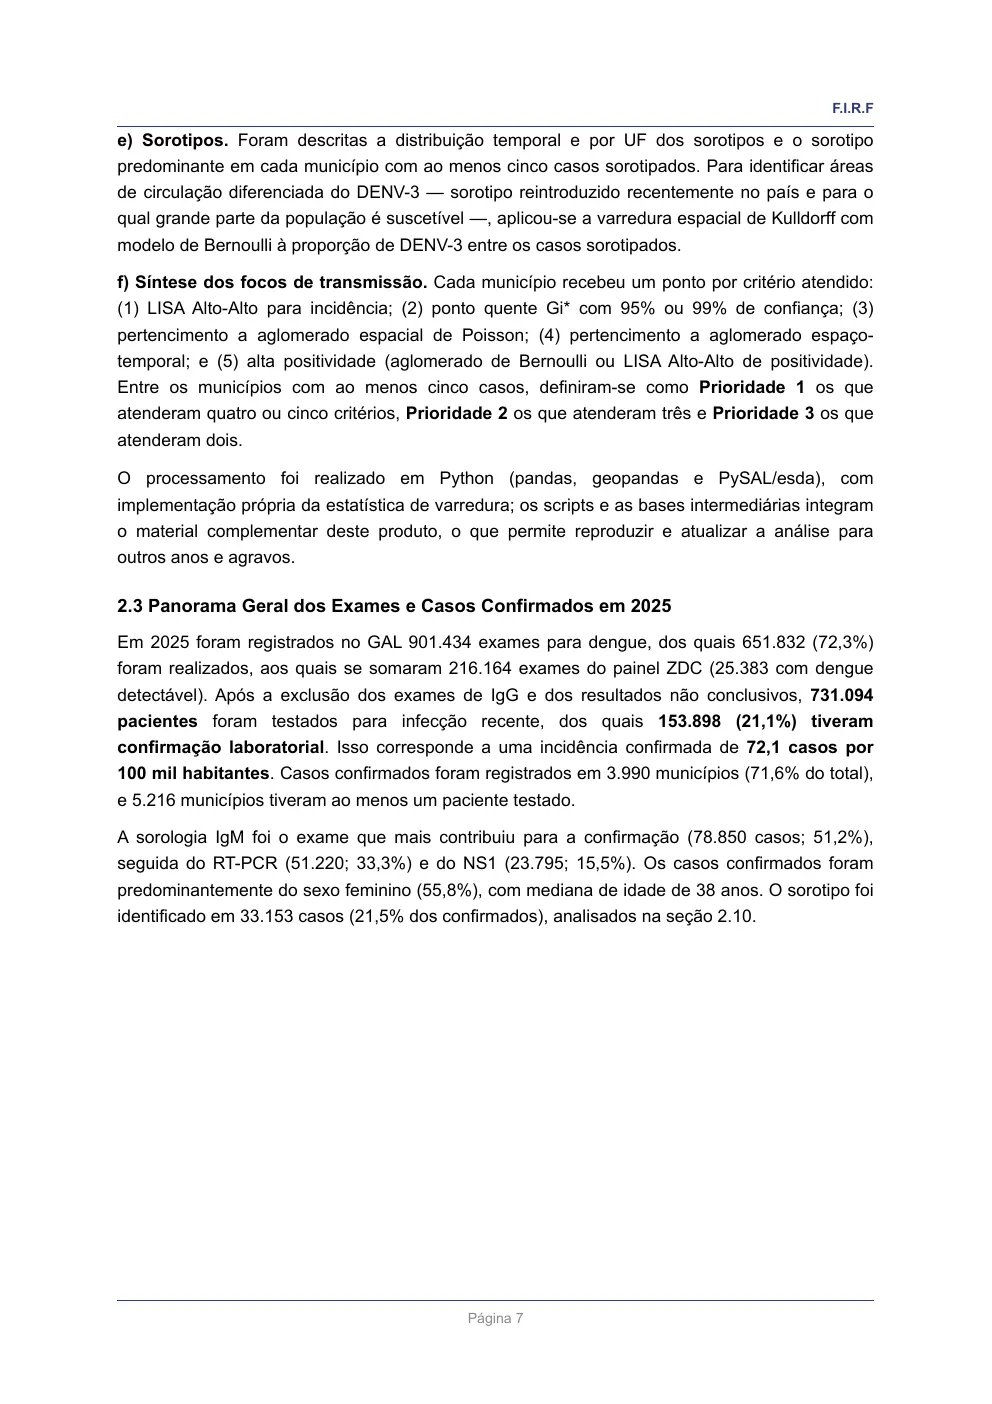 F.I.R.F
e) Sorotipos. Foram descritas a distribuição temporal e por UF dos sorotipos e o sorotipo
predominante em cada município com ao menos cinco casos sorotipados. Para identificar áreas
de circulação diferenciada do DENV-3 — sorotipo reintroduzido recentemente no país e para o
qual grande parte da população é suscetível —, aplicou-se a varredura espacial de Kulldorff com
modelo de Bernoulli à proporção de DENV-3 entre os casos sorotipados.
f) Síntese dos focos de transmissão. Cada município recebeu um ponto por critério atendido:
(1) LISA Alto-Alto para incidência; (2) ponto quente Gi* com 95% ou 99% de confiança; (3)
pertencimento a aglomerado espacial de Poisson; (4) pertencimento a aglomerado espaço-
temporal; e (5) alta positividade (aglomerado de Bernoulli ou LISA Alto-Alto de positividade).
Entre os municípios com ao menos cinco casos, definiram-se como Prioridade 1 os que
atenderam quatro ou cinco critérios, Prioridade 2 os que atenderam três e Prioridade 3 os que
atenderam dois.
O processamento foi realizado em Python (pandas, geopandas e PySAL/esda), com
implementação própria da estatística de varredura; os scripts e as bases intermediárias integram
o material complementar deste produto, o que permite reproduzir e atualizar a análise para
outros anos e agravos.
2.3 Panorama Geral dos Exames e Casos Confirmados em 2025
Em 2025 foram registrados no GAL 901.434 exames para dengue, dos quais 651.832 (72,3%)
foram realizados, aos quais se somaram 216.164 exames do painel ZDC (25.383 com dengue
detectável). Após a exclusão dos exames de IgG e dos resultados não conclusivos, 731.094
pacientes foram testados para infecção recente, dos quais 153.898 (21,1%) tiveram
confirmação laboratorial. Isso corresponde a uma incidência confirmada de 72,1 casos por
100 mil habitantes. Casos confirmados foram registrados em 3.990 municípios (71,6% do total),
e 5.216 municípios tiveram ao menos um paciente testado.
A sorologia IgM foi o exame que mais contribuiu para a confirmação (78.850 casos; 51,2%),
seguida do RT-PCR (51.220; 33,3%) e do NS1 (23.795; 15,5%). Os casos confirmados foram
predominantemente do sexo feminino (55,8%), com mediana de idade de 38 anos. O sorotipo foi
identificado em 33.153 casos (21,5% dos confirmados), analisados na seção 2.10.
Página 7